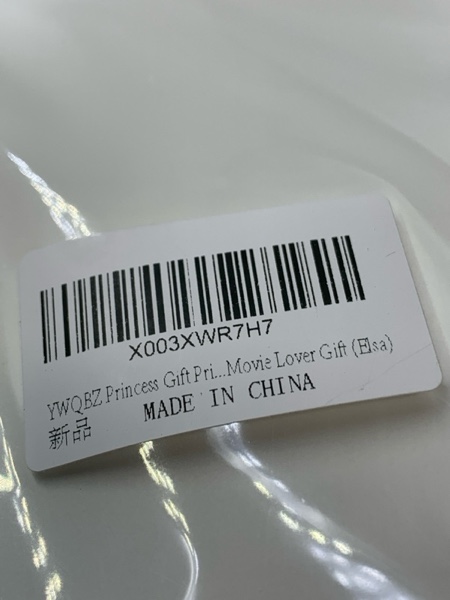 X003XWR7H7
YWQBZ Princess Gift Pri...Movie Lover Gift (Elsa)
新品 MADE IN CHINA